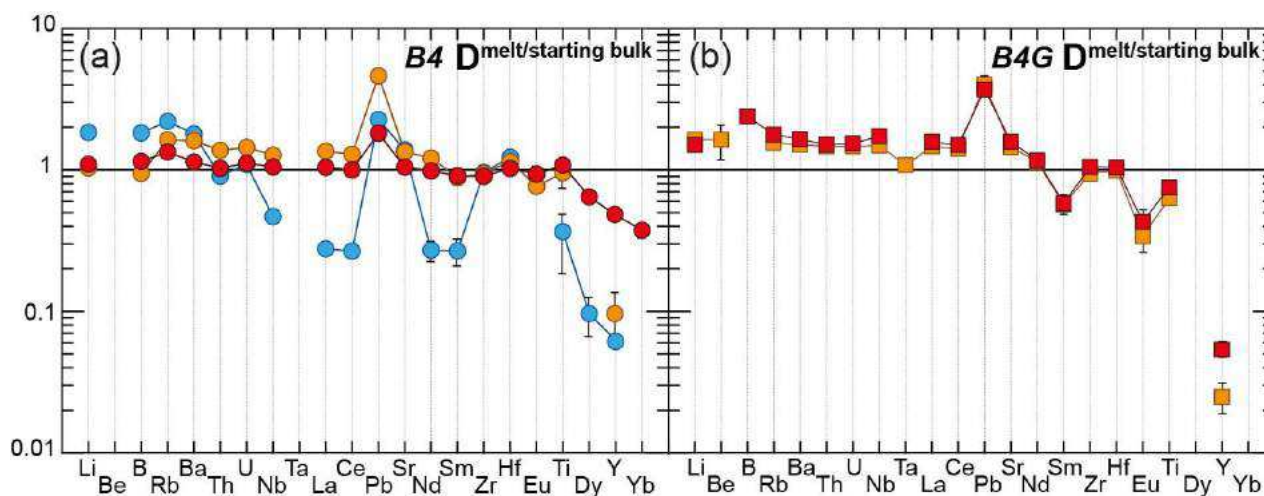 10
1
0.1
0.01
(a)
B4 D melt/starting bulk
(b)
B4G D melt/starting bulk
Li B Ba U Ta Ce Sr Sm Hf Ti Y
Be Rb Th Nb La Pb Nd Zr Eu Dy Yb
Li B Ba U Ta Ce Sr Sm Hf Ti Y
Be Rb Th Nb La Pb Nd Zr Eu Dy Yb